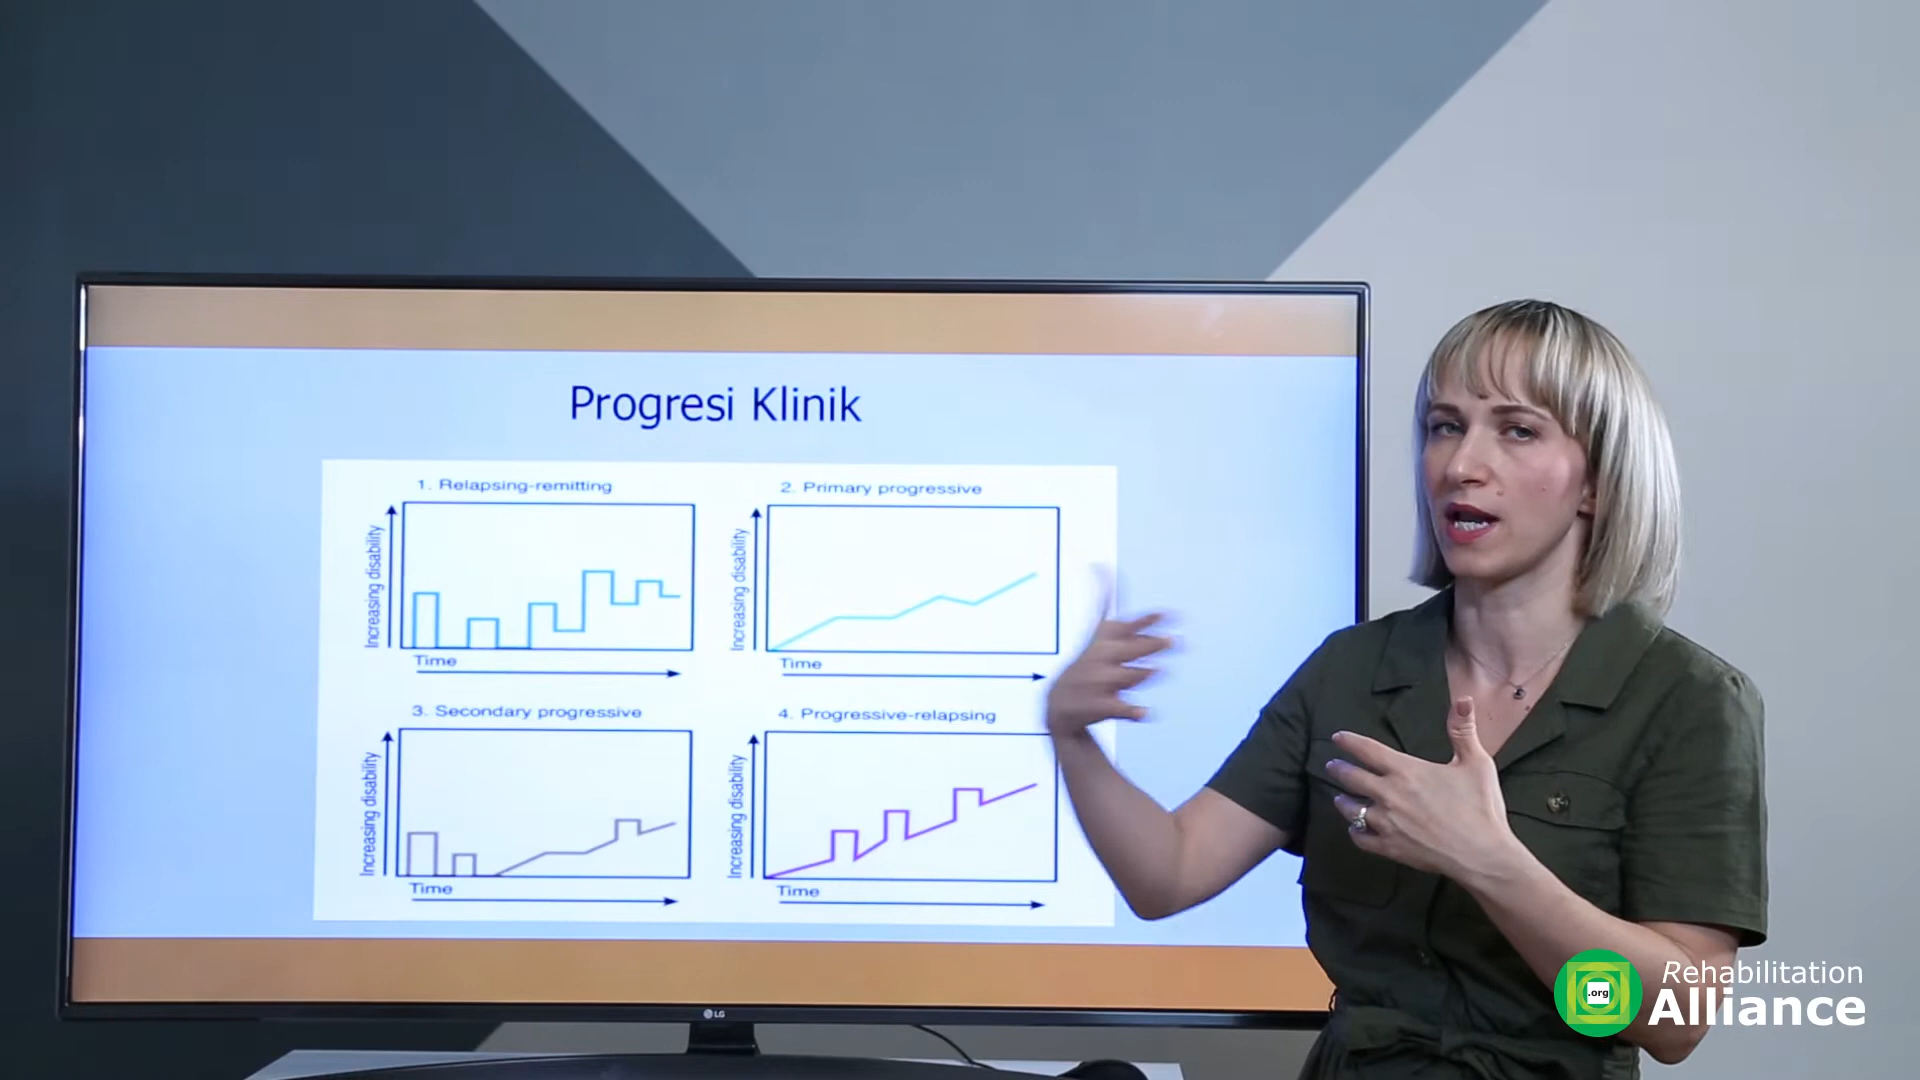 Progresi Klinik
1. Relapsing-remitting
Increasing disability
Time
2. Primary progressive
Increasing disability
Time
3. Secondary progressive
Increasing disability
Time
4. Progressive-relapsing
Increasing disability
Time
LG
.org
Rehabilitation
Alliance